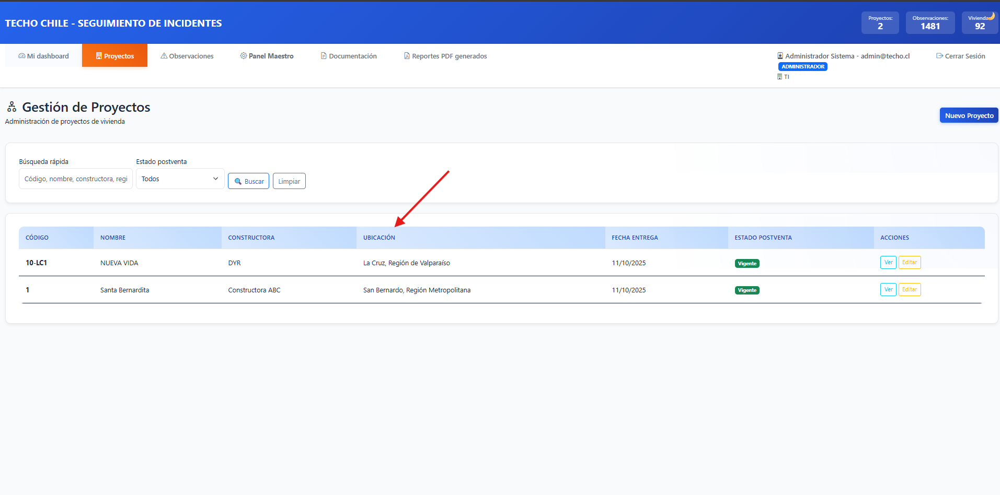 TECHO CHILE - SEGUIMIENTO DE INCIDENTES
Proyectos:
2
Observaciones:
1481
Vivienda
92
Mi dashboard
Proyectos
Observaciones
Panel Maestro
Documentación
Reportes PDF generados
Administrador Sistema - admin@techo.cl
ADMINISTRADOR
TI
Cerrar Sesión
Gestión de Proyectos
Administración de proyectos de vivienda
Nuevo Proyecto
Búsqueda rápida
Estado postventa
Código, nombre, constructora, regi
Todos
Buscar
Limpiar
CÓDIGO NOMBRE CONSTRUCTORA UBICACIÓN FECHA ENTREGA ESTADO POSTVENTA ACCIONES
10-LC1 NUEVA VIDA DYR La Cruz, Región de Valparaíso 11/10/2025 Vigente Ver Editar
1 Santa Bernardita Constructora ABC San Bernardo, Región Metropolitana 11/10/2025 Vigente Ver Editar